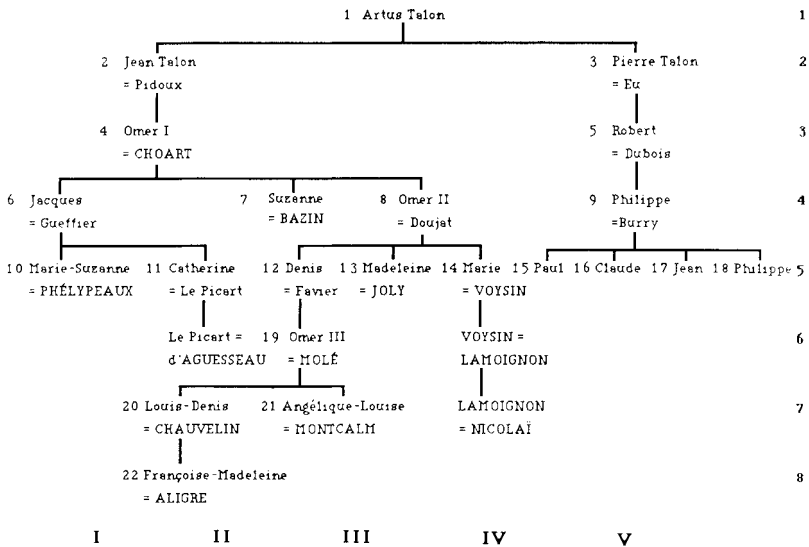 1 Artus Talon 1
2 Jean Talon 3 Pierre Talon 2
= Pidoux = Eu
4 Omer I 5 Robert 3
= CHOART = Dubois
6 Jacques 7 Suzanne 8 Omer II 9 Philippe 4
= Gueffier = BAZIN = Doujat =Burry
10 Marie-Suzanne 11 Catherine 12 Denis 13 Madeleine 14 Marie 15 Paul 16 Claude 17 Jean 18 Philippe 5
= PHÉLYPEAUX = Le Picart = Favier = JOLY = VOYSIN
Le Picart = 19 Omer III VOYSIN = 6
d'AGUESSEAU = MOLÉ LAMOIGNON
20 Louis-Denis 21 Angélique-Louise LAMOIGNON 7
= CHAUVELIN = MONTCALM = NICOLAÏ
22 Françoise-Madeleine 8
= ALIGRE
I II III IV V